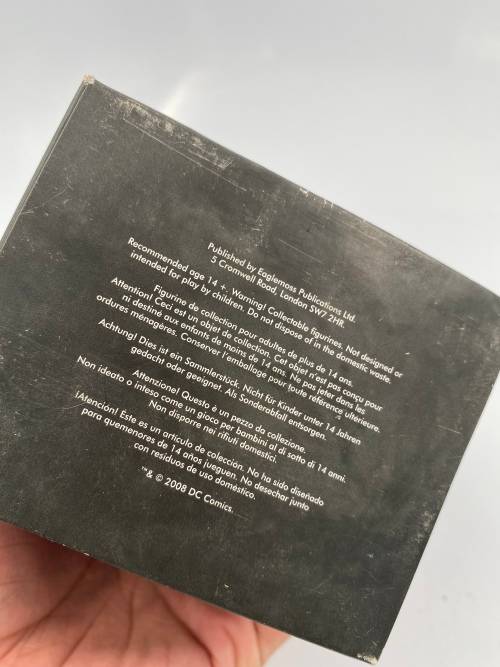 Published by Eaglemoss Publications Ltd.
5 Cromwell Road, London SW7 2HR.
Recommended age 14 +. Warning! Collectable figurines. Not designed or
intended for play by children. Do not dispose of in the domestic waste.
Figurine de collection pour adultes de plus de 14 ans.
Attention! Ceci est un objet de collection. Cet objet n'est pas conçu pour
ni destiné aux enfants de moins de 14 ans. Ne pas jeter dans les
ordures ménagères. Conserver l'emballage pour toute référence ultérieure.
Achtung! Dies ist ein Sammlerstück. Nicht für Kinder unter 14 Jahren
gedacht oder geeignet. Als Sonderabfall entsorgen.
Attenzione! Questo è un pezzo da collezione.
Non ideato o inteso come un gioco per bambini al di sotto di 14 anni.
Non disporre nei rifiuti domestici.
¡Atención! Éste es un artículo de colección. No ha sido diseñado
para quemenores de 14 años jueguen. No desechar junto
con residuos de uso doméstico.
™& © 2008 DC Comics.